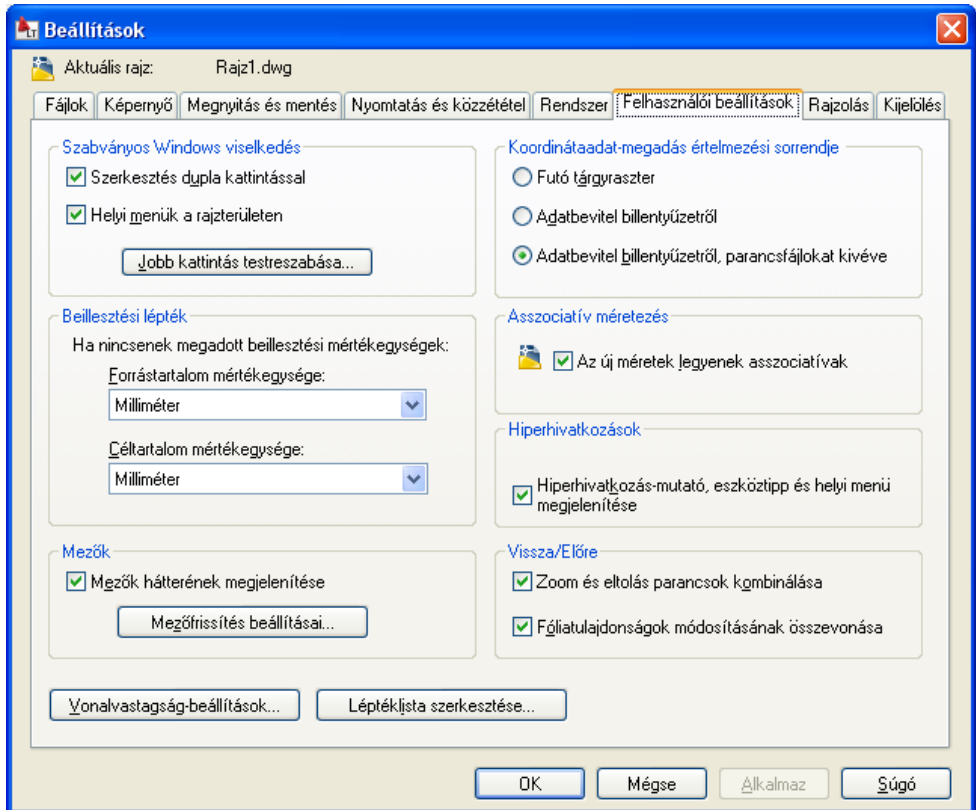 LT Beállítások
Aktuális rajz: Rajz1.dwg
Fájlok Képernyő Megnyitás és mentés Nyomtatás és közzététel Rendszer Felhasználói beállítások Rajzolás Kijelölés
Szabványos Windows viselkedés
Szerkesztés dupla kattintással
Helyi menük a rajzterületen
Jobb kattintás testreszabása...
Beillesztési lépték
Ha nincsenek megadott beillesztési mértékegységek:
Forrástartalom mértékegysége:
Milliméter
Céltartalom mértékegysége:
Milliméter
Mezők
Mezők hátterének megjelenítése
Mezőfrissítés beállításai...
Koordinátaadat-megadás értelmezési sorrendje
Futó tárgyraszter
Adatbevitel billentyűzetről
Adatbevitel billentyűzetről, parancsfájlokat kivéve
Asszociatív méretezés
Az új méretek legyenek asszociatívak
Hiperhivatkozások
Hiperhivatkozás-mutató, eszköztipp és helyi menü
megjelenítése
Vissza/Előre
Zoom és eltolás parancsok kombinálása
Fóliatulajdonságok módosításának összevonása
Vonalvastagság-beállítások... Léptéklista szerkesztése...
OK Mégse Alkalmaz Súgó